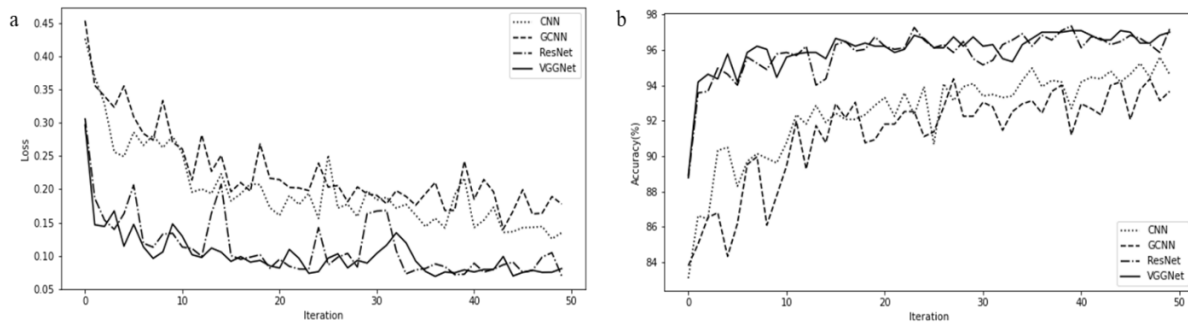 a
0.45
0.40
0.35
0.30
0.25
0.20
0.15
0.10
0.05
Loss
0 10 20 30 40 50
Iteration
CNN
GCNN
ResNet
VGGNet
b
98
96
94
92
90
88
86
84
Accuracy(%)
0 10 20 30 40 50
Iteration
CNN
GCNN
ResNet
VGGNet